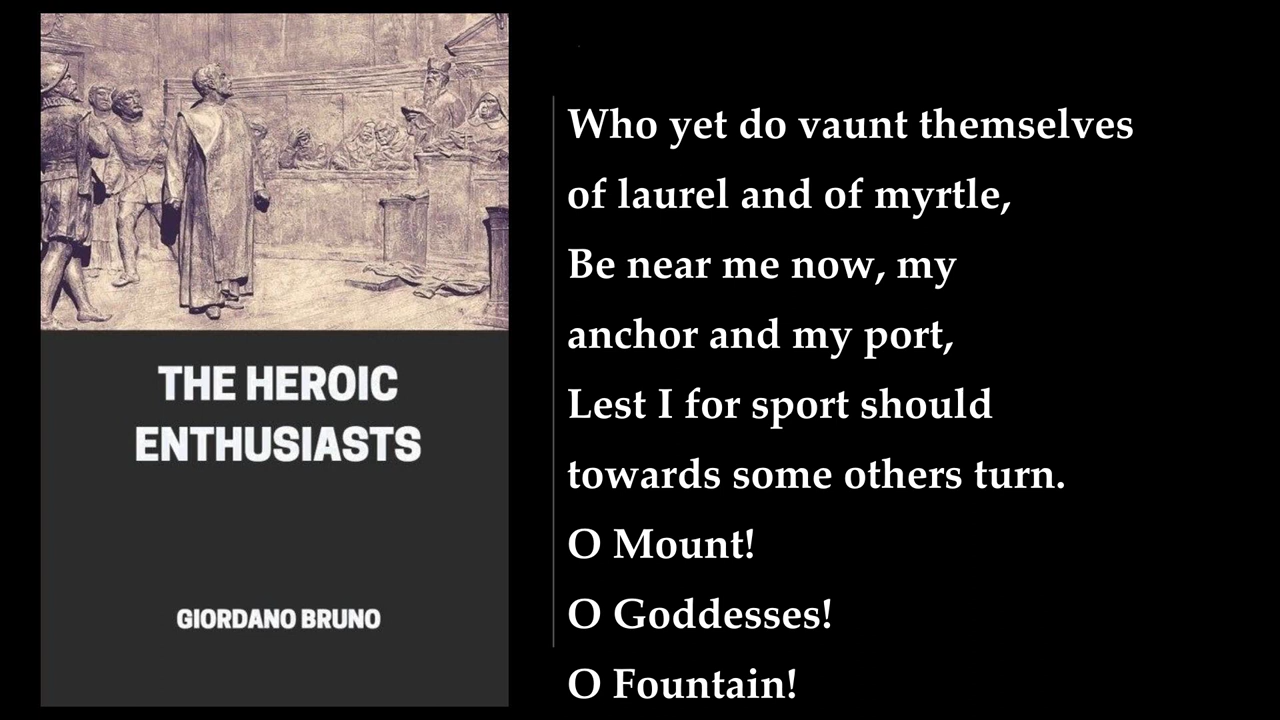 THE HEROIC
ENTHUSIASTS
GIORDANO BRUNO
Who yet do vaunt themselves
of laurel and of myrtle,
Be near me now, my
anchor and my port,
Lest I for sport should
towards some others turn.
O Mount!
O Goddesses!
O Fountain!